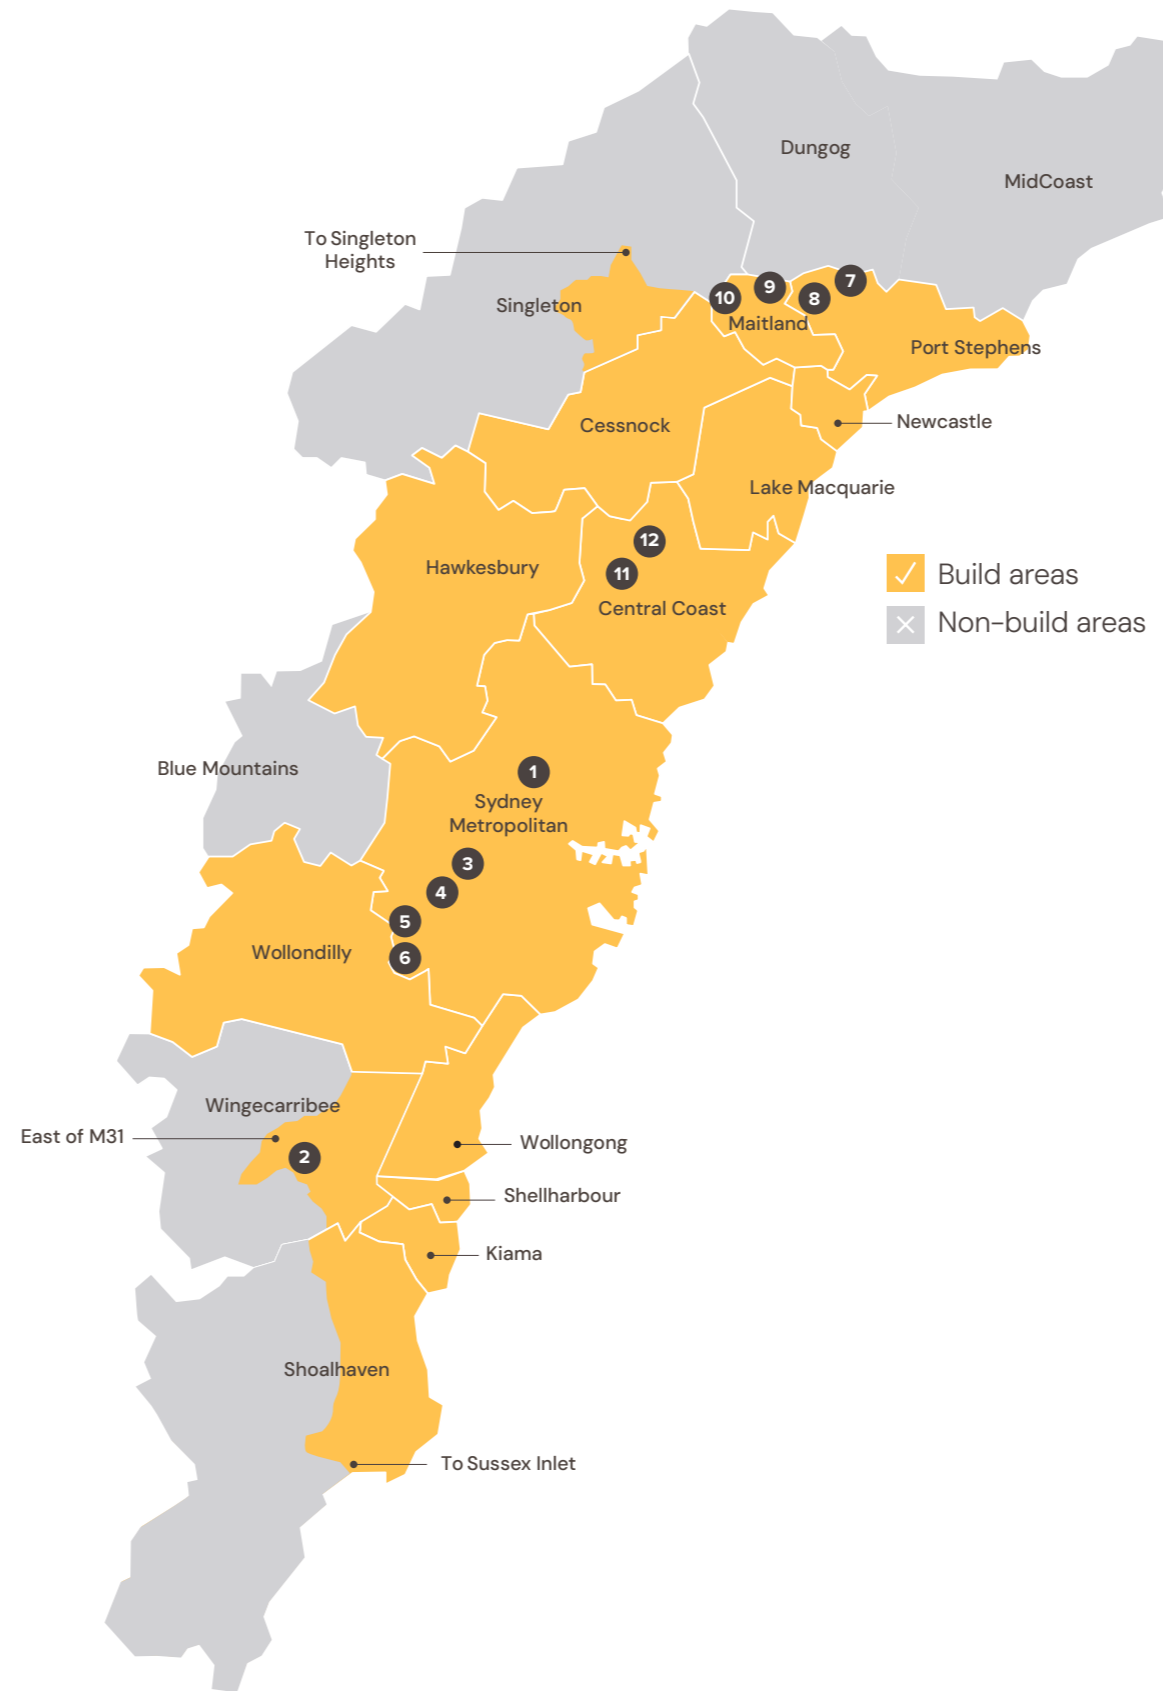 Dungog
MidCoast
To Singleton
Heights
Singleton
7
9
10
8
Maitland
Port Stephens
Cessnock
Newcastle
Lake Macquarie
12
Hawkesbury
11
Central Coast
Build areas
Non-build areas
Blue Mountains
1
Sydney
Metropolitan
3
4
5
Wollondilly
6
Wingecarribee
East of M31
2
Wollongong
Shellharbour
Kiama
Shoalhaven
To Sussex Inlet